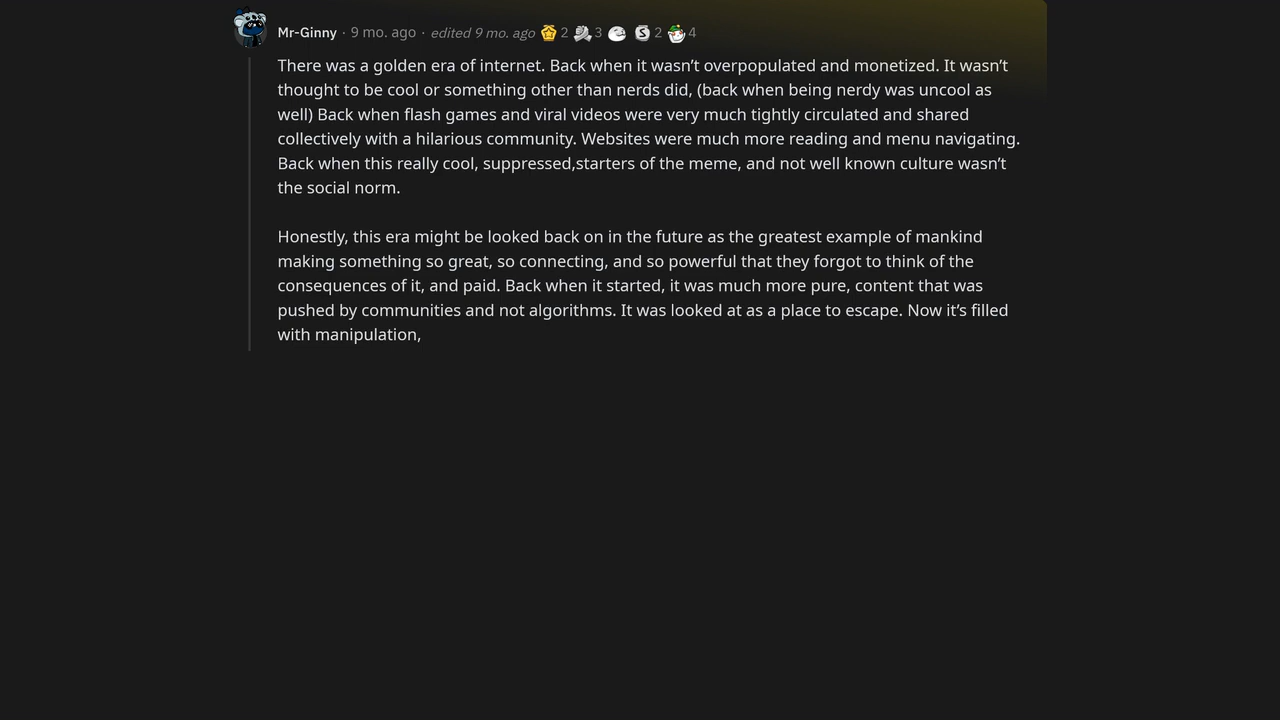 Mr-Ginny · 9 mo. ago · edited 9 mo. ago 2 3 2 4
There was a golden era of internet. Back when it wasn’t overpopulated and monetized. It wasn’t
thought to be cool or something other than nerds did, (back when being nerdy was uncool as
well) Back when flash games and viral videos were very much tightly circulated and shared
collectively with a hilarious community. Websites were much more reading and menu navigating.
Back when this really cool, suppressed,starters of the meme, and not well known culture wasn’t
the social norm.
Honestly, this era might be looked back on in the future as the greatest example of mankind
making something so great, so connecting, and so powerful that they forgot to think of the
consequences of it, and paid. Back when it started, it was much more pure, content that was
pushed by communities and not algorithms. It was looked at as a place to escape. Now it’s filled
with manipulation,